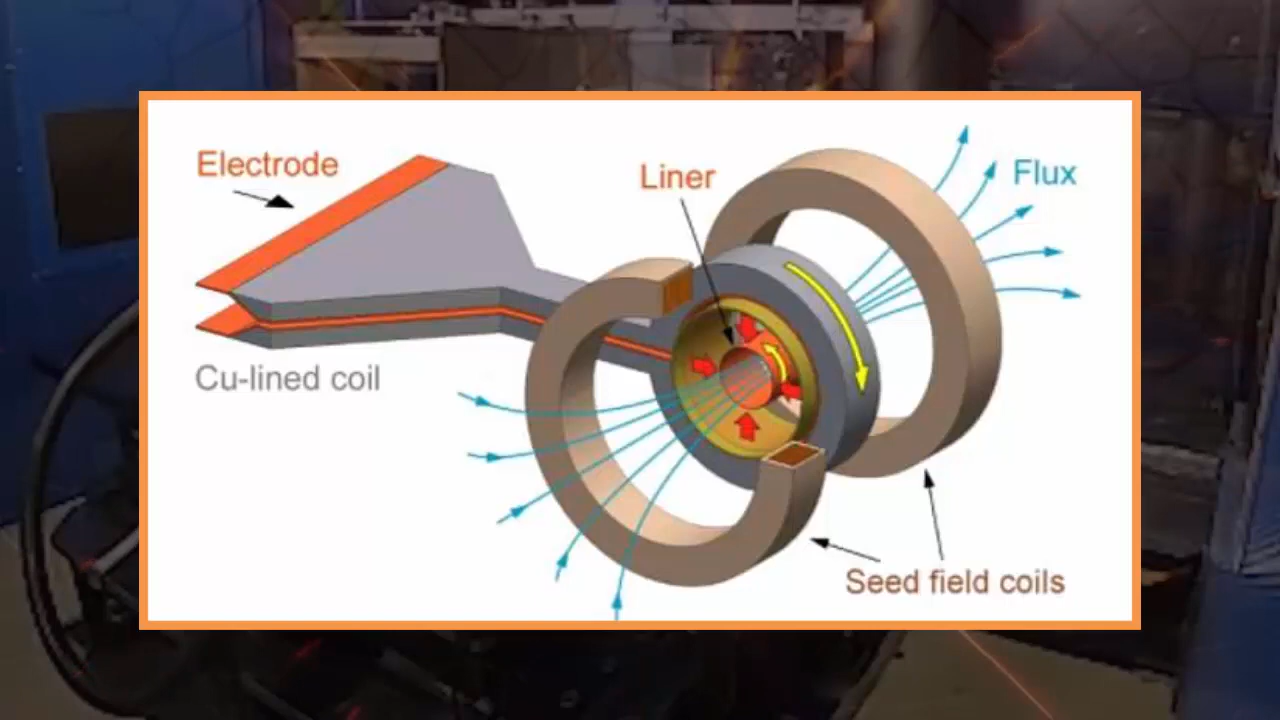 Electrode
Liner
Flux
Cu-lined coil
Seed field coils